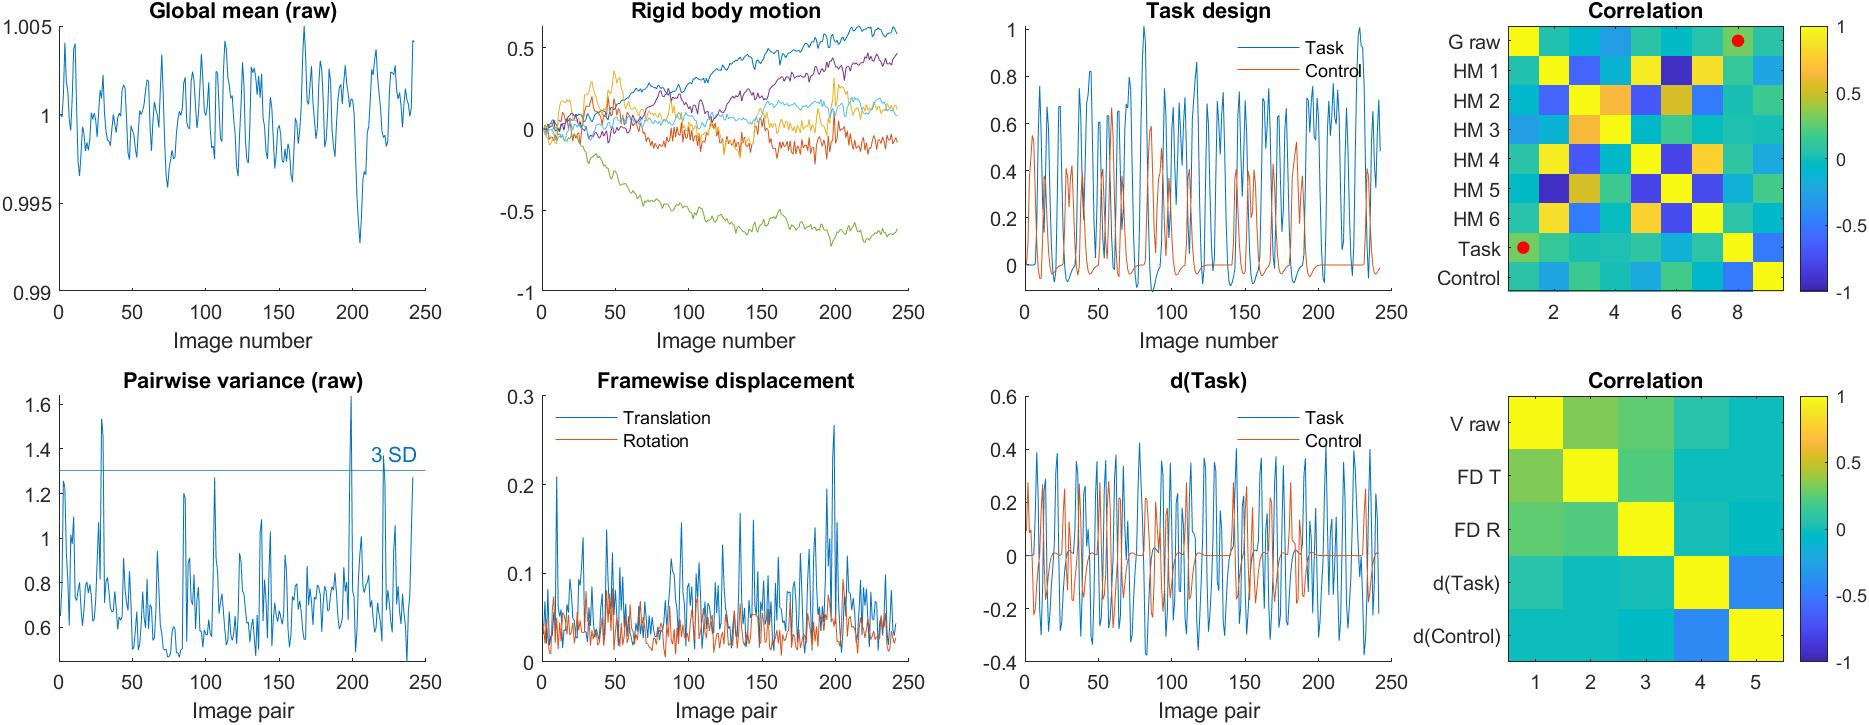 Global mean (raw)
1.005
1
0.995
0.99
0 50 100 150 200 250
Image number
Rigid body motion
0.5
0
-0.5
-1
0 50 100 150 200 250
Image number
Task design
Task
Control
1
0.8
0.6
0.4
0.2
0
0 50 100 150 200 250
Image number
Correlation
G raw
HM 1
HM 2
HM 3
HM 4
HM 5
HM 6
Task
Control
2 4 6 8
1
0.5
0
-0.5
-1
Pairwise variance (raw)
3 SD
1.6
1.4
1.2
1
0.8
0.6
0 50 100 150 200 250
Image pair
Framewise displacement
Translation
Rotation
0.3
0.2
0.1
0
0 50 100 150 200 250
Image pair
d(Task)
Task
Control
0.6
0.4
0.2
0
-0.2
-0.4
0 50 100 150 200 250
Image pair
Correlation
V raw
FD T
FD R
d(Task)
d(Control)
1 2 3 4 5
1
0.5
0
-0.5
-1